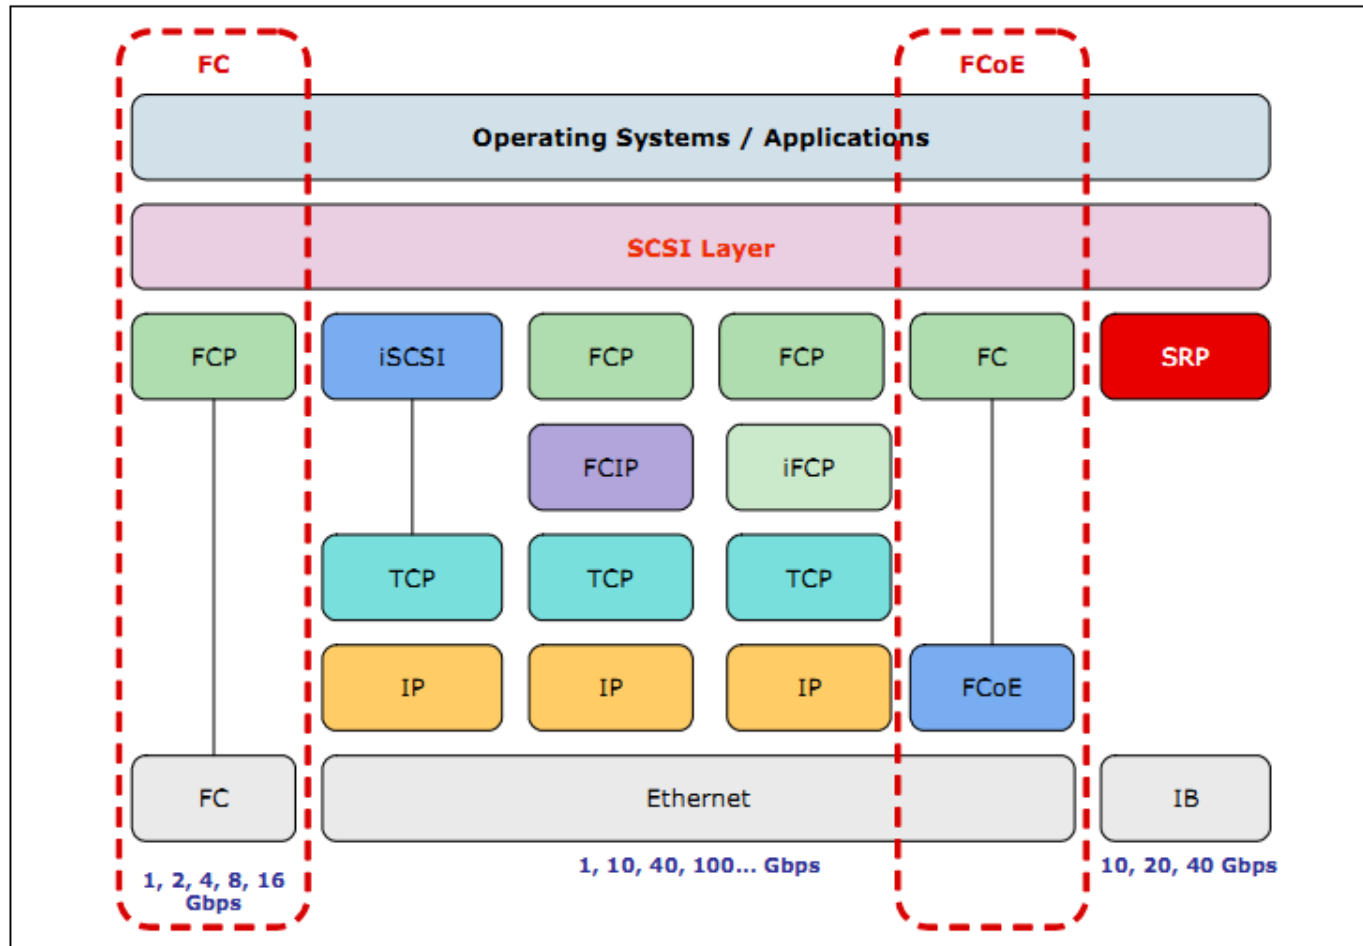 FC
FCoE
Operating Systems / Applications
SCSI Layer
FCP
iSCSI
FCP
FCP
FC
SRP
FCIP
iFCP
TCP
TCP
TCP
IP
IP
IP
FCoE
FC
Ethernet
IB
1, 2, 4, 8, 16
Gbps
1, 10, 40, 100... Gbps
10, 20, 40 Gbps